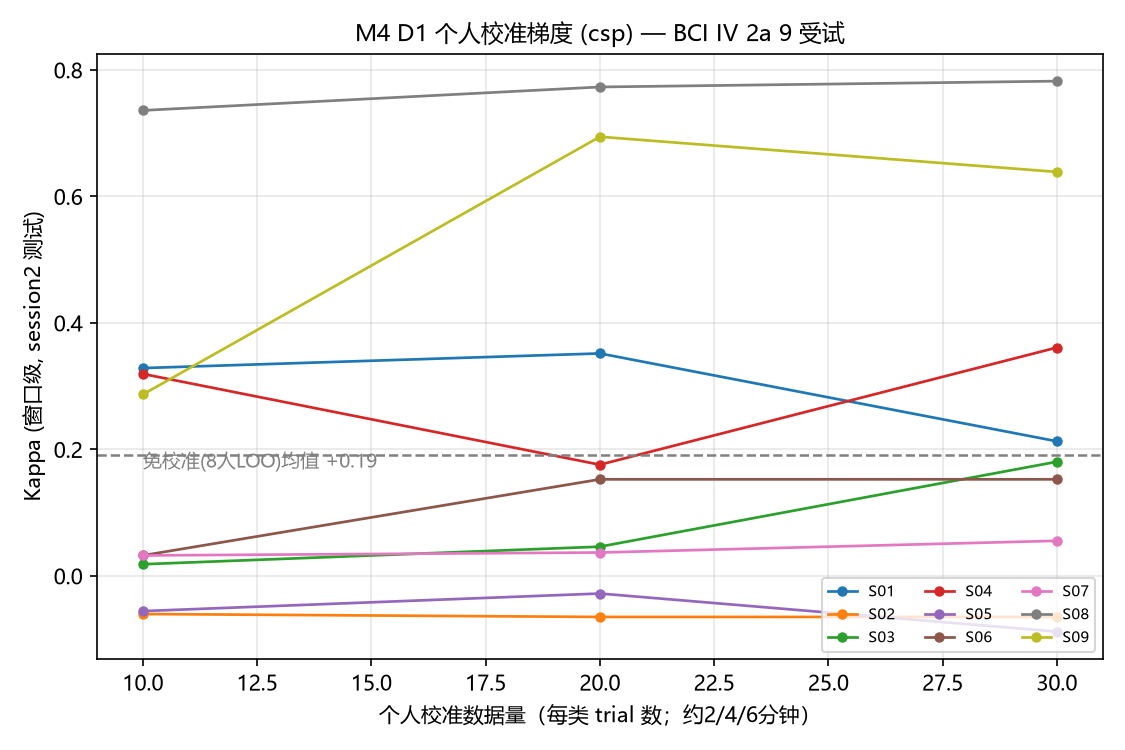 M4 D1 个人校准梯度 (csp) — BCI IV 2a 9 受试
Kappa (窗口级, session2 测试)
0.8
0.6
0.4
0.2
0.0
免校准(8人LOO)均值 +0.19
S01 S04 S07
S02 S05 S08
S03 S06 S09
10.0 12.5 15.0 17.5 20.0 22.5 25.0 27.5 30.0
个人校准数据量（每类 trial 数；约2/4/6分钟）